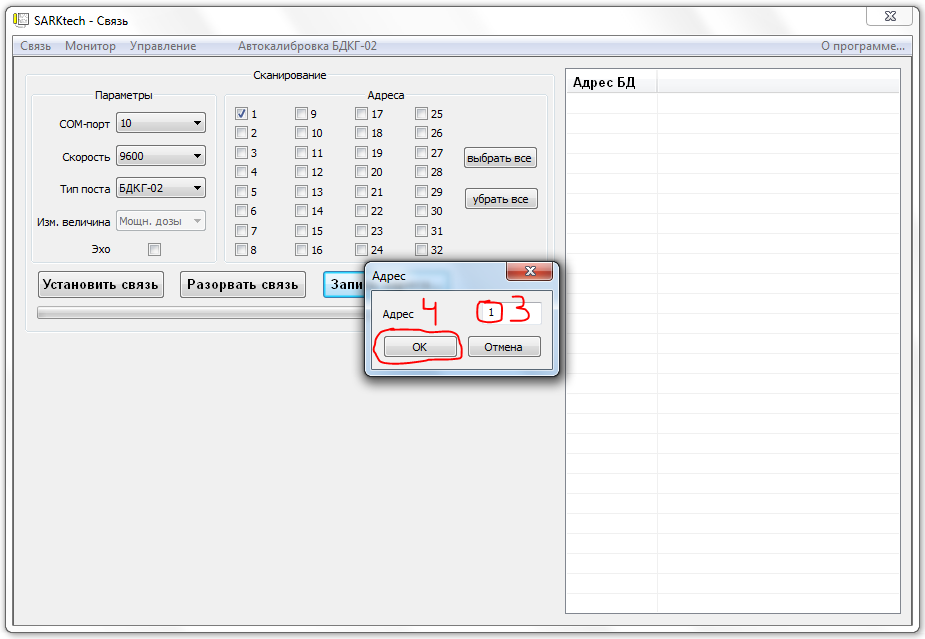 SARKtech - Связь
Связь Монитор Управление Автокалибровка БДКГ-02 О программе...
Сканирование
Параметры
COM-порт 10
Скорость 9600
Тип поста БДКГ-02
Изм. величина Мощн. дозы
Эхо
Адреса
1 9 17 25
2 10 18 26
3 11 19 27
4 12 20 28
5 13 21 29
6 14 22 30
7 15 23 31
8 16 24 32
выбрать все
убрать все
Установить связь Разорвать связь
Адрес БД
Адрес
Адрес 4 1 3
OK Отмена